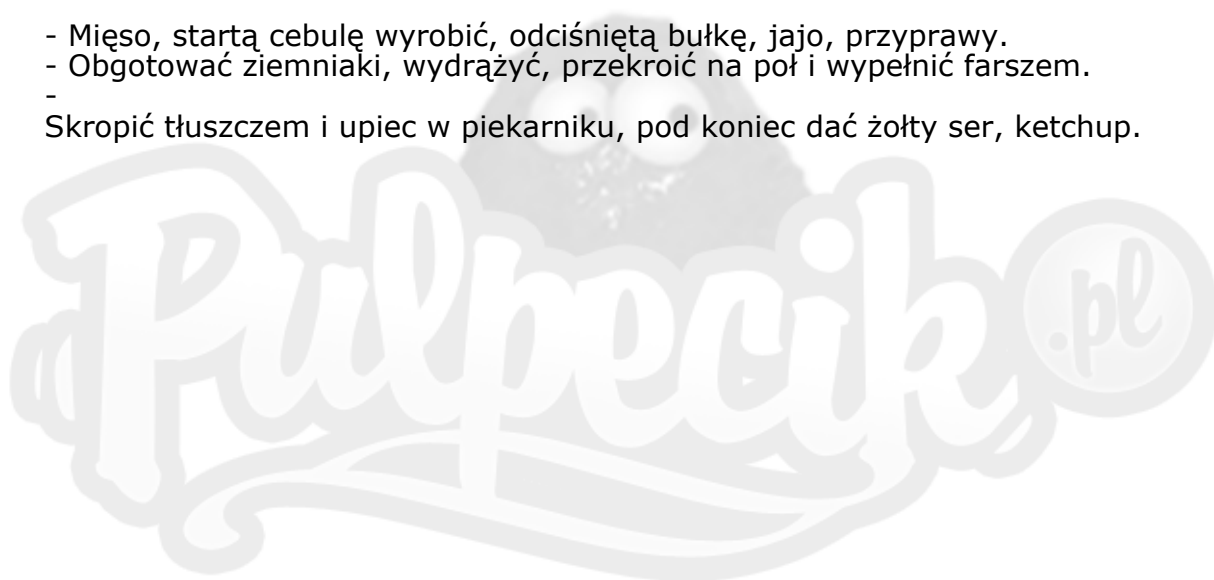 - Mięso, startą cebulę wyrobić, odciśniętą bułkę, jajo, przyprawy.
- Obgotować ziemniaki, wydrążyć, przekroić na poł i wypełnić farszem.
-
Skropić tłuszczem i upiec w piekarniku, pod koniec dać żołty ser, ketchup.
Pulpecik.pl